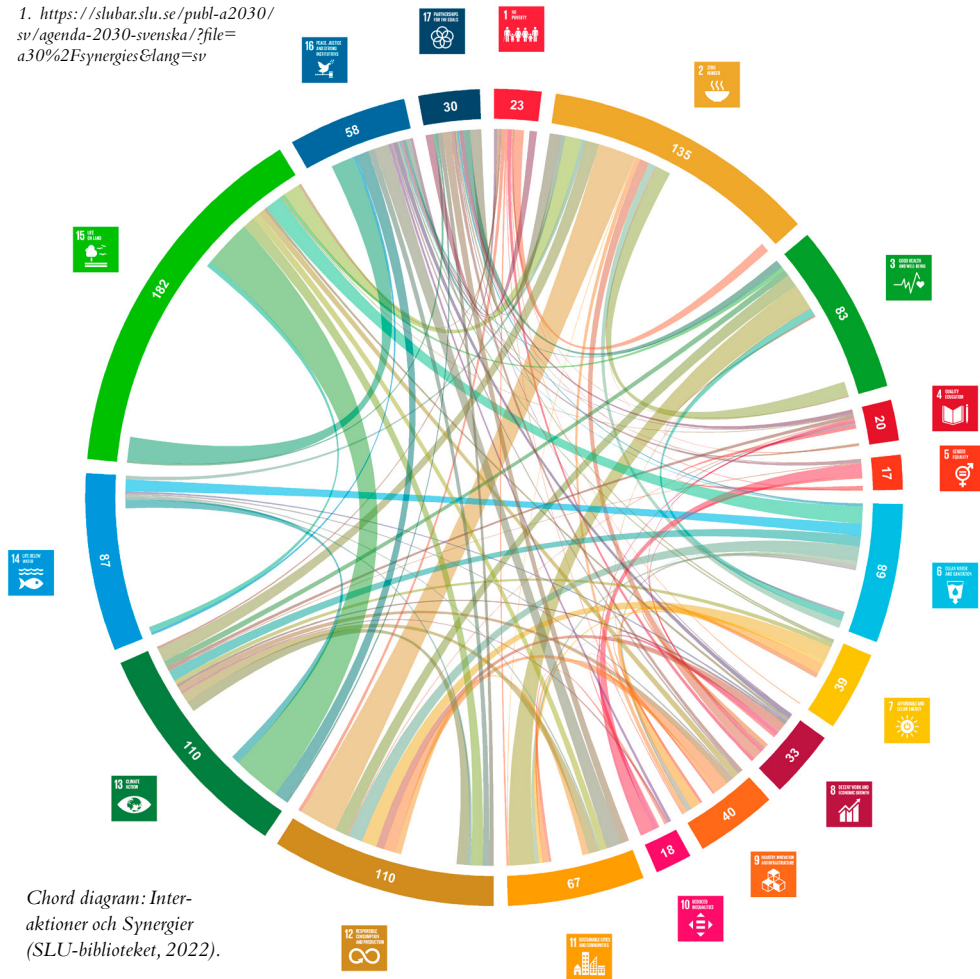 1. https://slubar.slu.se/publ-a2030/
sv/agenda-2030-svenska/?file=
a30%2Fsynergies&lang=sv
17 PARTNERSHIPS
FOR THE GOALS
1 NO
POVERTY
16 PEACE, JUSTICE
AND STRONG
INSTITUTIONS
2 ZERO
HUNGER
30
23
58
135
15 LIFE
ON LAND
3 GOOD HEALTH
AND WELL-BEING
182
83
4 QUALITY
EDUCATION
20
5 GENDER
EQUALITY
17
87
14 LIFE BELOW
WATER
68
6 CLEAN WATER
AND SANITATION
39
7 AFFORDABLE AND
CLEAN ENERGY
110
33
13 CLIMATE
ACTION
8 DECENT WORK AND
ECONOMIC GROWTH
40
18
110
67
9 INDUSTRY, INNOVATION
AND INFRASTRUCTURE
10 REDUCED
INEQUALITIES
12 RESPONSIBLE
CONSUMPTION
AND PRODUCTION
11 SUSTAINABLE CITIES
AND COMMUNITIES
Chord diagram: Inter-
aktioner och Synergier
(SLU-biblioteket, 2022).